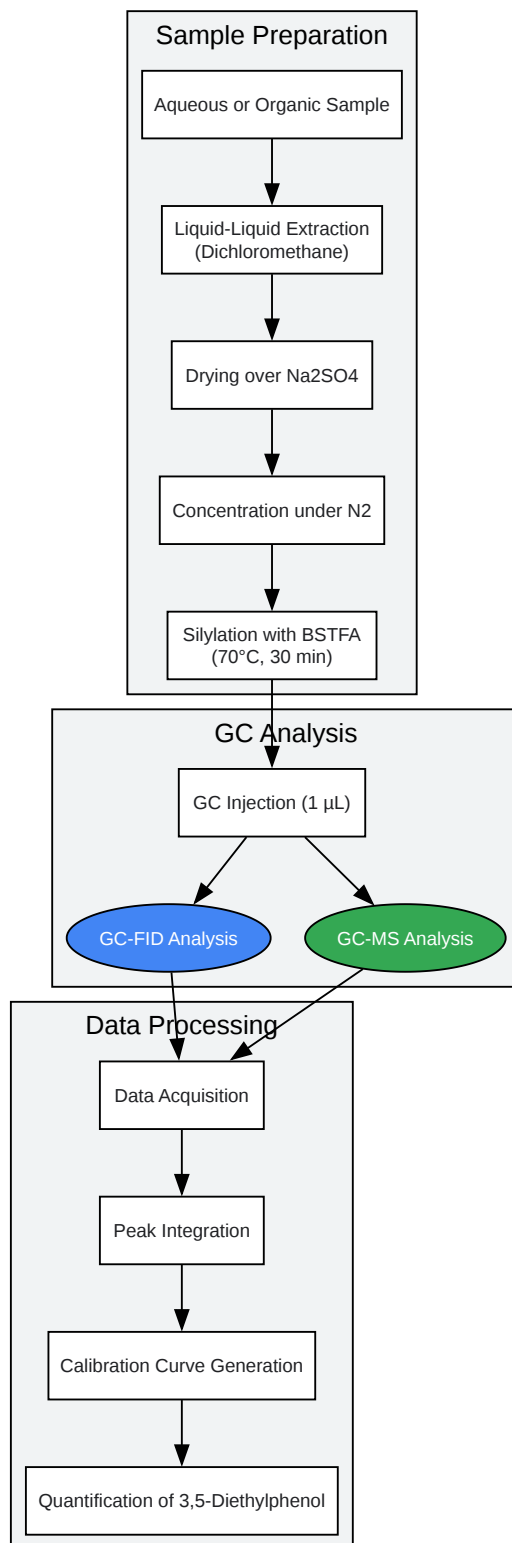 Sample Preparation
Aqueous or Organic Sample
Liquid-Liquid Extraction
(Dichloromethane)
Drying over Na2SO4
Concentration under N2
Silylation with BSTFA
(70°C, 30 min)
GC Analysis
GC Injection (1 µL)
GC-FID Analysis
GC-MS Analysis
Data Processing
Data Acquisition
Peak Integration
Calibration Curve Generation
Quantification of 3,5-Diethylphenol